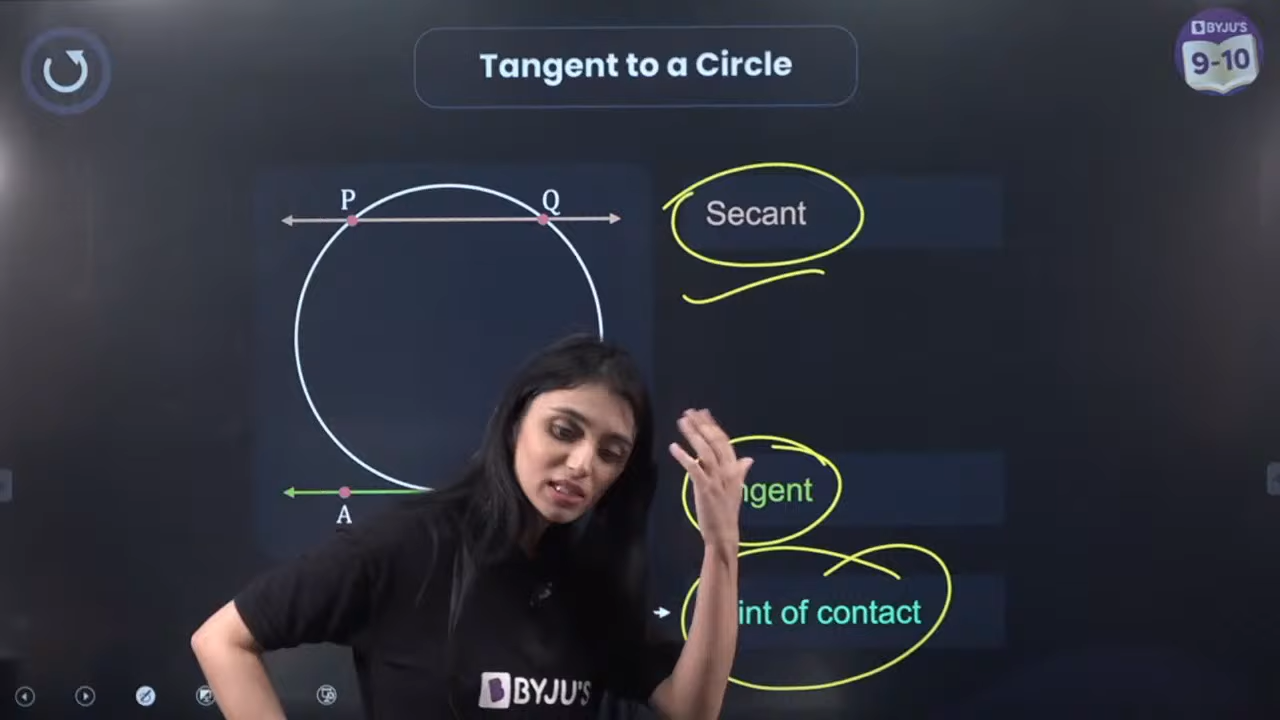 BYJU'S
9-10
Tangent to a Circle
P
Q
Secant
ngent
A
int of contact
BYJU'S